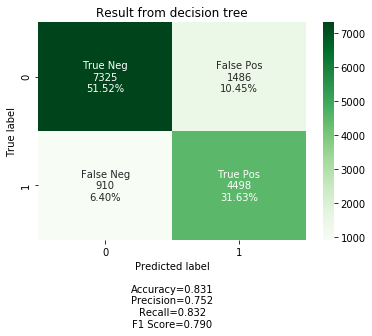 Result from decision tree
True Neg
7325
51.52%
False Pos
1486
10.45%
False Neg
910
6.40%
True Pos
4498
31.63%
True label
0
1
0
1
Predicted label
7000
6000
5000
4000
3000
2000
1000
Accuracy=0.831
Precision=0.752
Recall=0.832
F1 Score=0.790